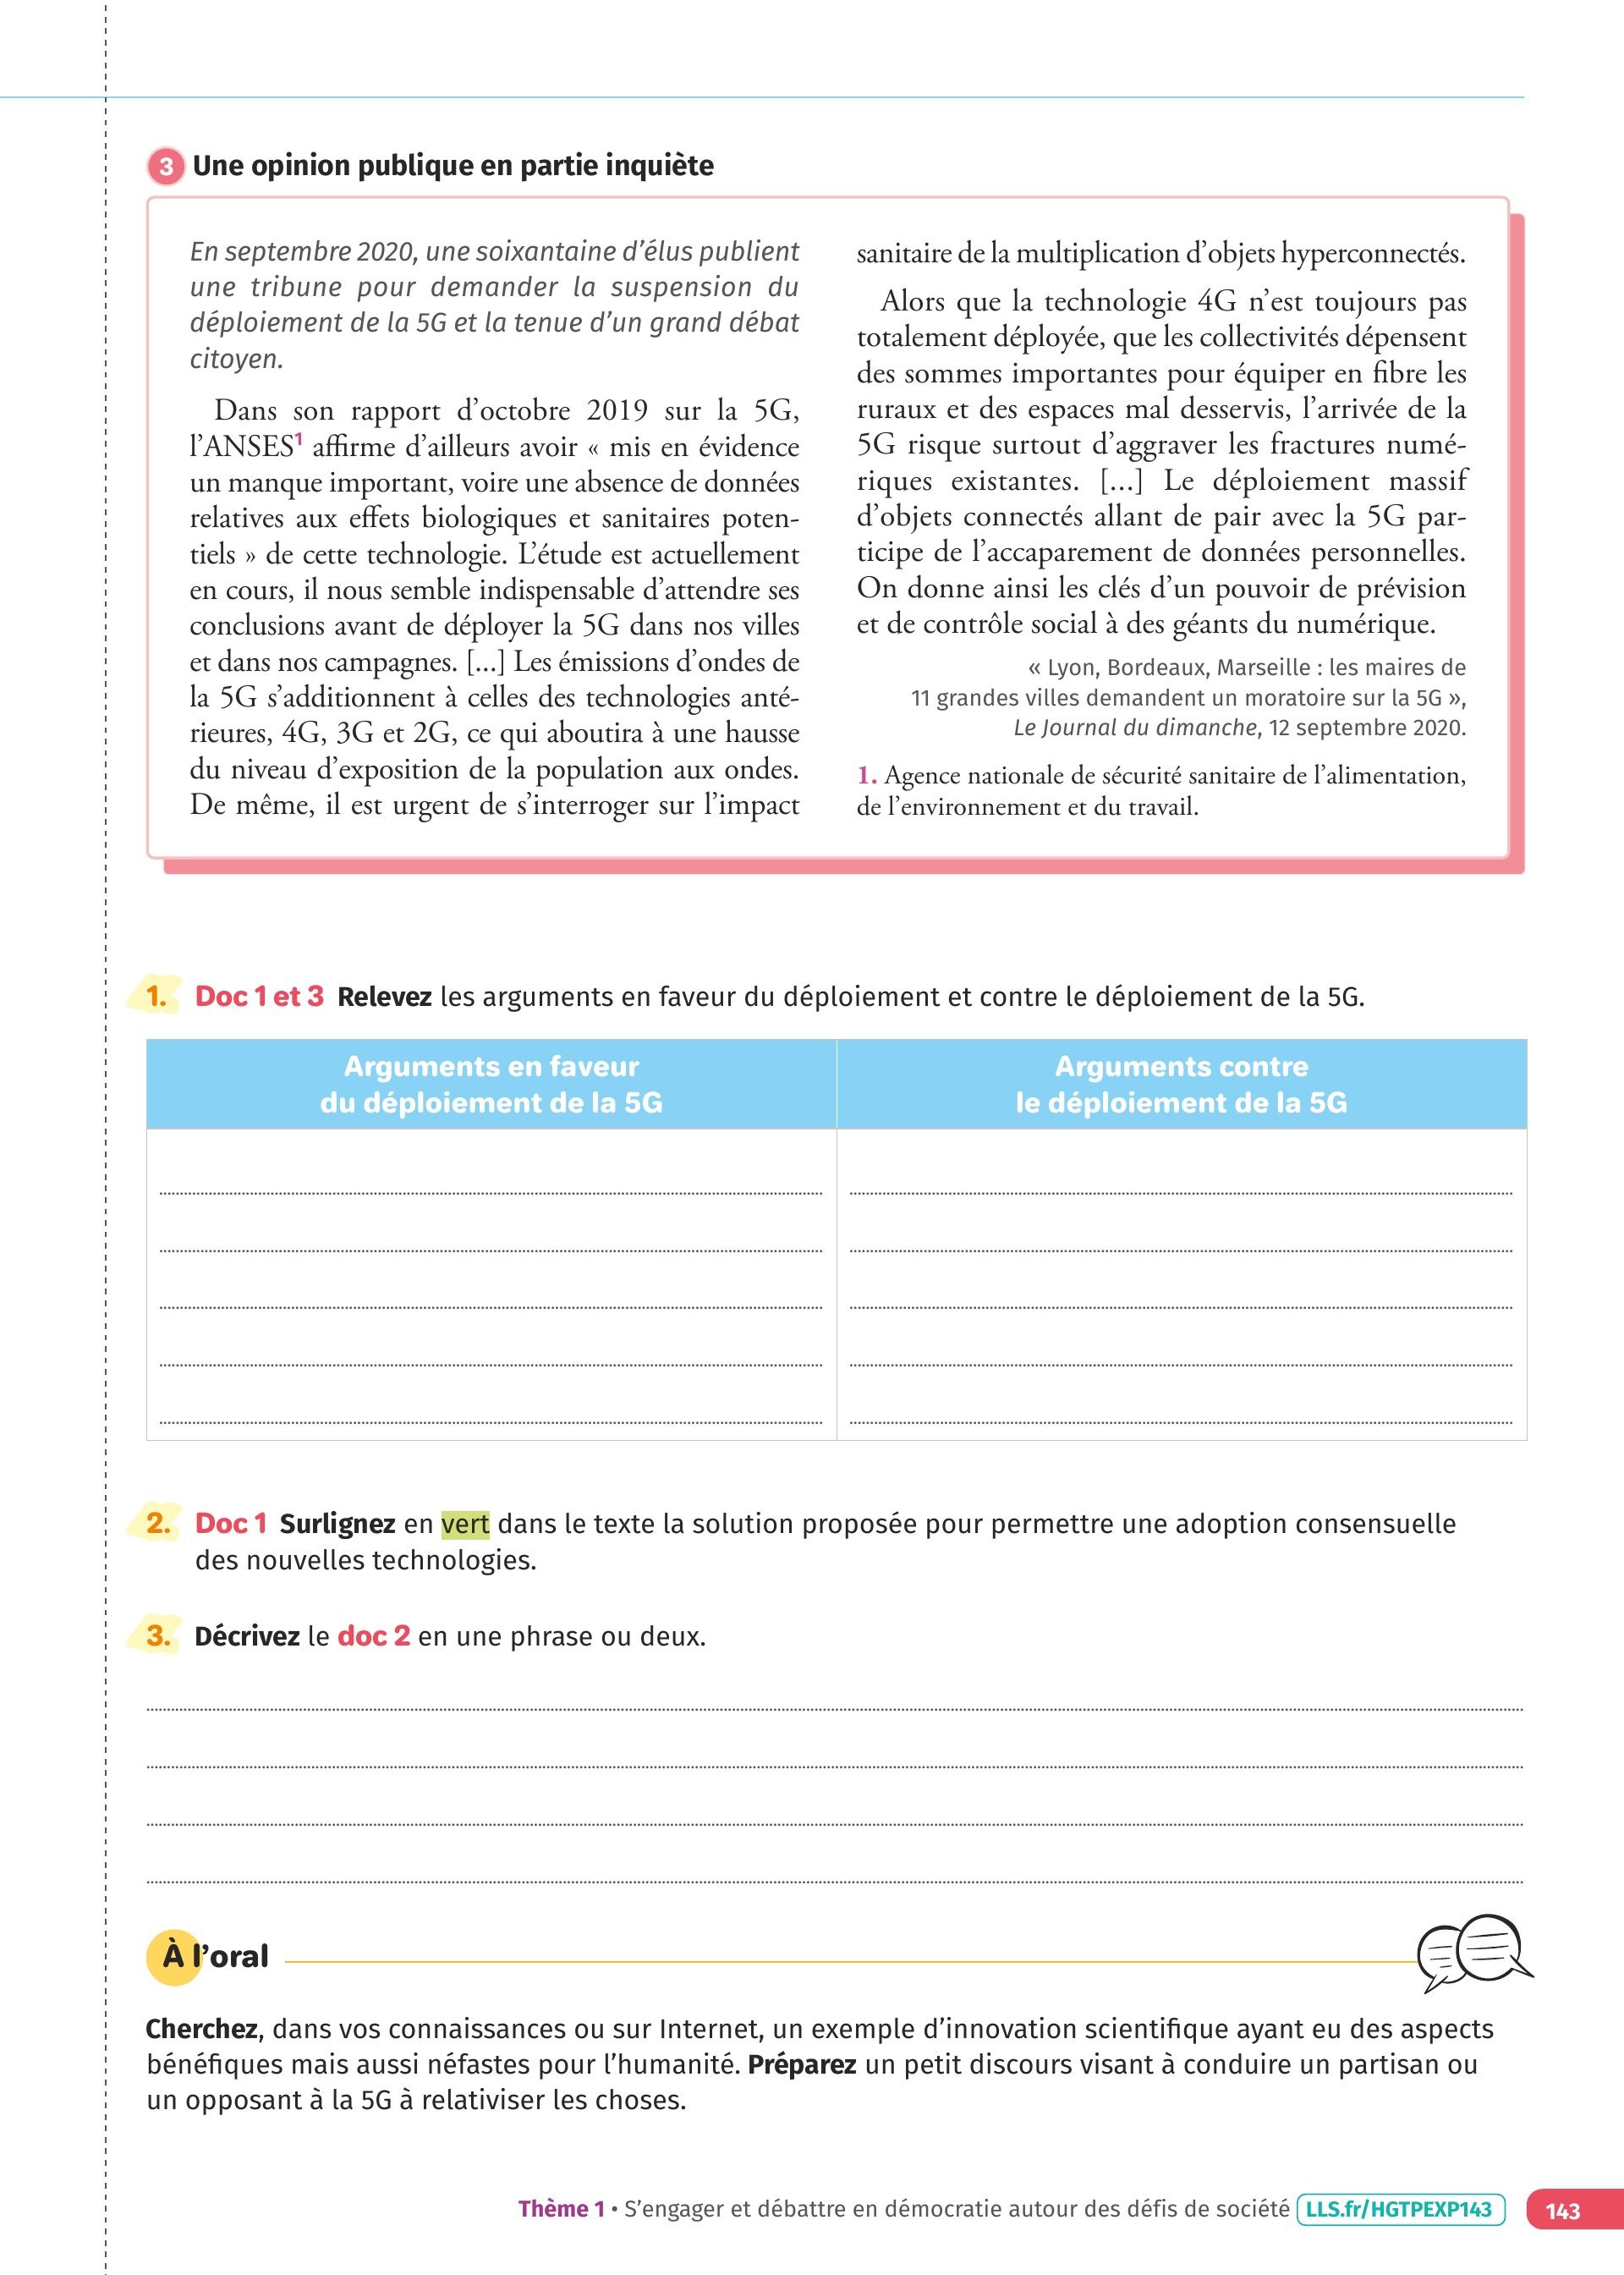 3 Une opinion publique en partie inquiète
En septembre 2020, une soixantaine d’élus publient
une tribune pour demander la suspension du
déploiement de la 5G et la tenue d’un grand débat
citoyen.
Dans son rapport d’octobre 2019 sur la 5G,
l’ANSES1 affirme d’ailleurs avoir « mis en évidence
un manque important, voire une absence de données
relatives aux effets biologiques et sanitaires poten-
tiels » de cette technologie. L’étude est actuellement
en cours, il nous semble indispensable d’attendre ses
conclusions avant de déployer la 5G dans nos villes
et dans nos campagnes. [...] Les émissions d’ondes de
la 5G s’additionnent à celles des technologies anté-
rieures, 4G, 3G et 2G, ce qui aboutira à une hausse
du niveau d’exposition de la population aux ondes.
De même, il est urgent de s’interroger sur l’impact
sanitaire de la multiplication d’objets hyperconnectés.
Alors que la technologie 4G n’est toujours pas
totalement déployée, que les collectivités dépensent
des sommes importantes pour équiper en fibre les
ruraux et des espaces mal desservis, l’arrivée de la
5G risque surtout d’aggraver les fractures numé-
riques existantes. [...] Le déploiement massif
d’objets connectés allant de pair avec la 5G par-
ticipe de l’accaparement de données personnelles.
On donne ainsi les clés d’un pouvoir de prévision
et de contrôle social à des géants du numérique.
« Lyon, Bordeaux, Marseille : les maires de
11 grandes villes demandent un moratoire sur la 5G »,
Le Journal du dimanche, 12 septembre 2020.
1. Agence nationale de sécurité sanitaire de l’alimentation,
de l’environnement et du travail.
1. Doc 1 et 3 Relevez les arguments en faveur du déploiement et contre le déploiement de la 5G.
Arguments en faveur
du déploiement de la 5G
Arguments contre
le déploiement de la 5G
2. Doc 1 Surlignez en vert dans le texte la solution proposée pour permettre une adoption consensuelle
des nouvelles technologies.
3. Décrivez le doc 2 en une phrase ou deux.
À l’oral
Cherchez, dans vos connaissances ou sur Internet, un exemple d’innovation scientifique ayant eu des aspects
bénéfiques mais aussi néfastes pour l’humanité. Préparez un petit discours visant à conduire un partisan ou
un opposant à la 5G à relativiser les choses.
Thème 1 • S’engager et débattre en démocratie autour des défis de société LLS.fr/HGTPEXP143 143